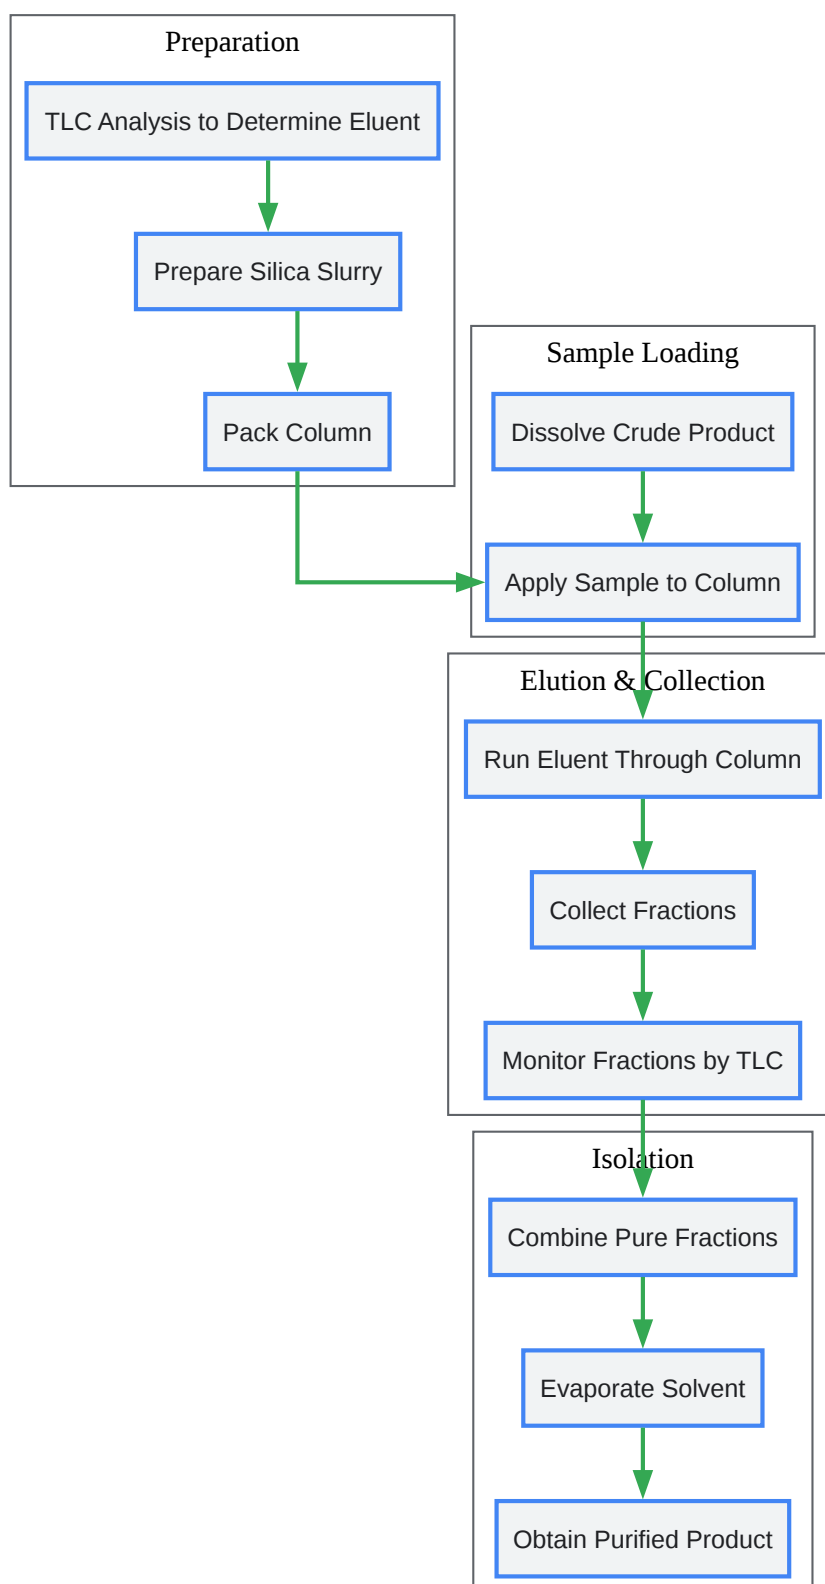 Preparation
TLC Analysis to Determine Eluent
Prepare Silica Slurry
Pack Column
Sample Loading
Dissolve Crude Product
Apply Sample to Column
Elution & Collection
Run Eluent Through Column
Collect Fractions
Monitor Fractions by TLC
Isolation
Combine Pure Fractions
Evaporate Solvent
Obtain Purified Product